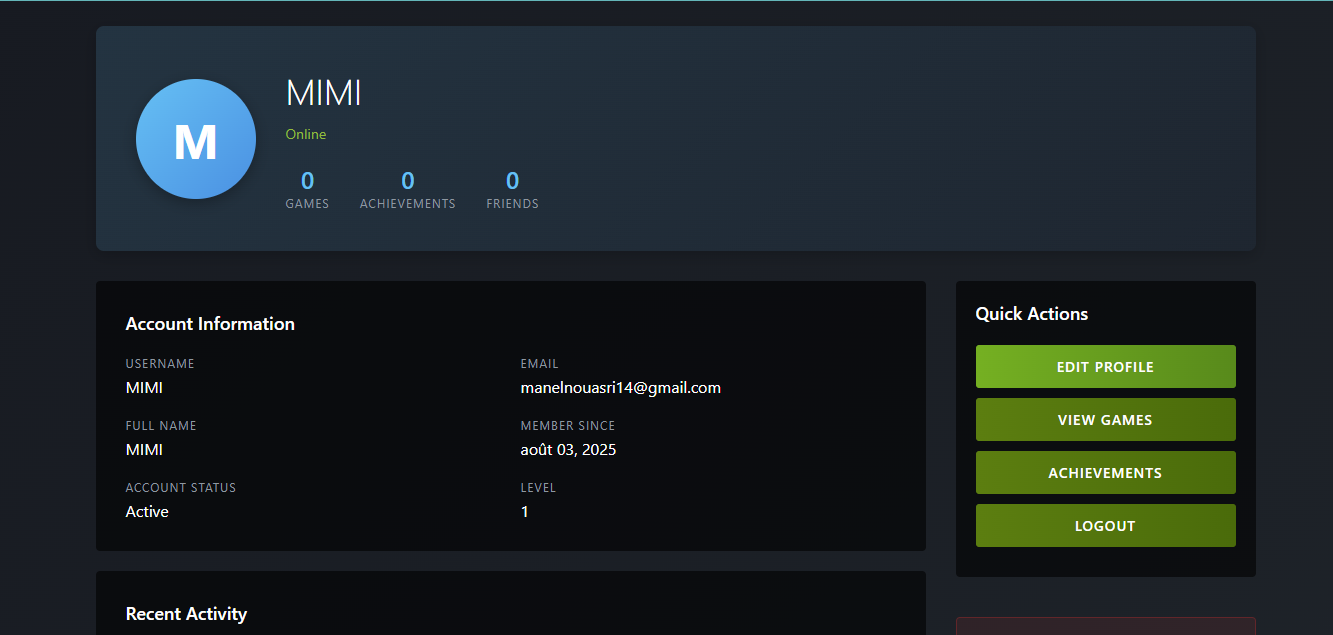 M
MIMI
Online
0 0 0
GAMES ACHIEVEMENTS FRIENDS
Account Information
USERNAME EMAIL
MIMI manelnouasri14@gmail.com
FULL NAME MEMBER SINCE
MIMI août 03, 2025
ACCOUNT STATUS LEVEL
Active 1
Recent Activity
Quick Actions
EDIT PROFILE
VIEW GAMES
ACHIEVEMENTS
LOGOUT